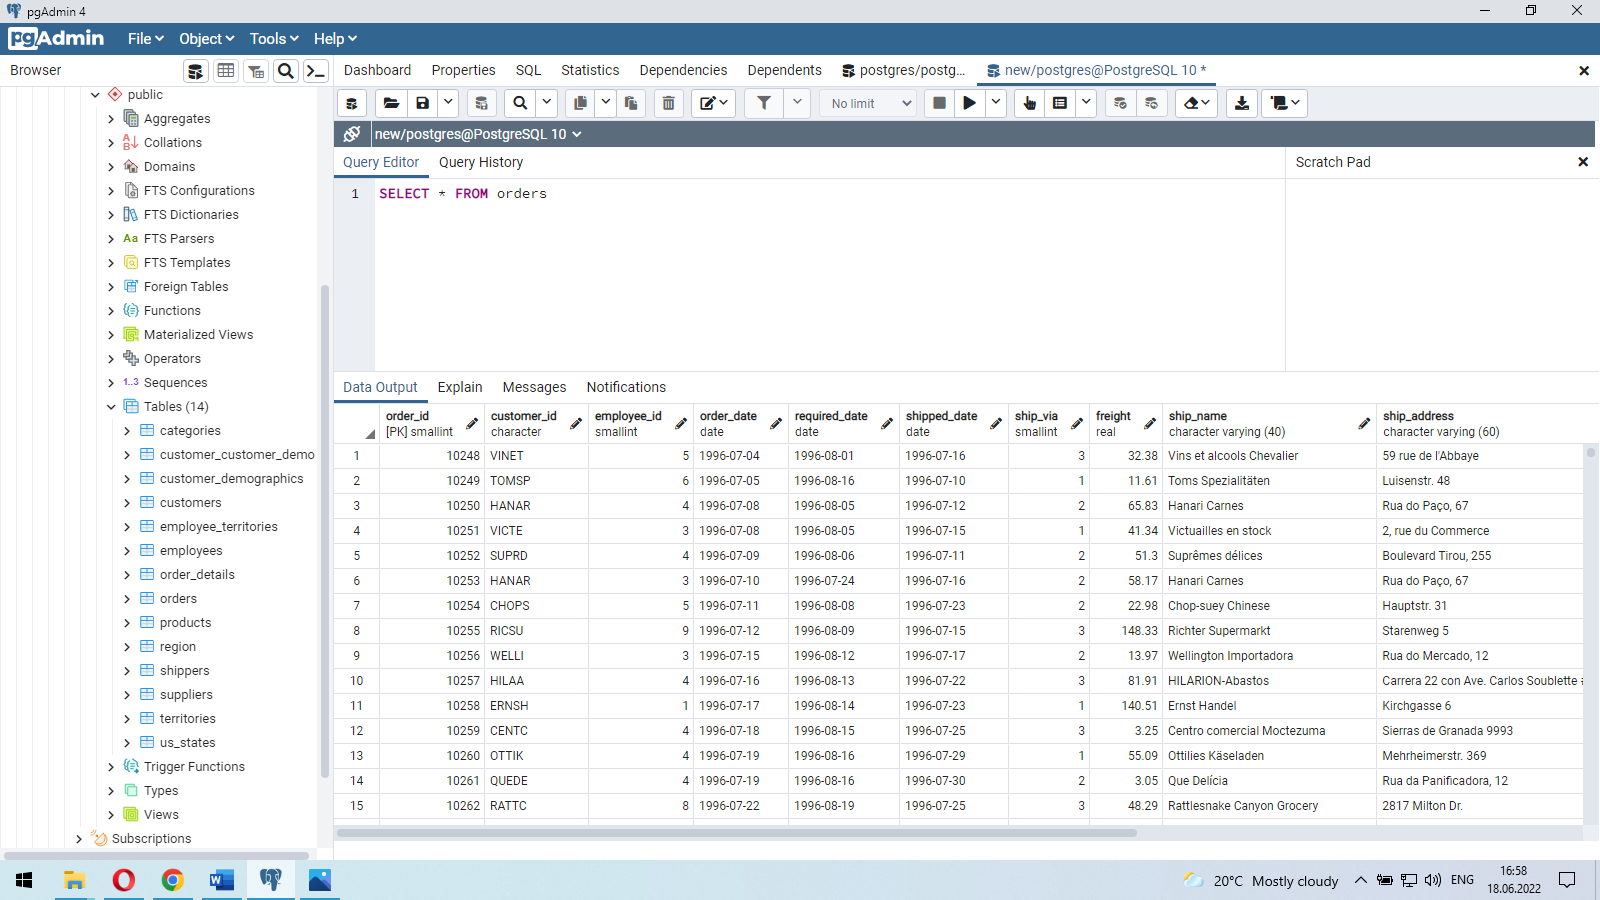 pgAdmin 4
pgAdmin File Object Tools Help
Browser
Dashboard Properties SQL Statistics Dependencies Dependents postgres/postg... new/postgres@PostgreSQL 10 *
No limit
new/postgres@PostgreSQL 10
Query Editor Query History
Scratch Pad
1 SELECT * FROM orders
public
Aggregates
Collations
Domains
FTS Configurations
FTS Dictionaries
Aa FTS Parsers
FTS Templates
Foreign Tables
Functions
Materialized Views
Operators
1..3 Sequences
Tables (14)
categories
customer_customer_demo
customer_demographics
customers
employee_territories
employees
order_details
orders
products
region
shippers
suppliers
territories
us_states
Trigger Functions
Types
Views
Subscriptions
Data Output Explain Messages Notifications
order_id customer_id employee_id order_date required_date shipped_date ship_via freight ship_name ship_address
[PK] smallint character smallint date date date smallint real character varying (40) character varying (60)
1 10248 VINET 5 1996-07-04 1996-08-01 1996-07-16 3 32.38 Vins et alcools Chevalier 59 rue de l'Abbaye
2 10249 TOMSP 6 1996-07-05 1996-08-16 1996-07-10 1 11.61 Toms Spezialitäten Luisenstr. 48
3 10250 HANAR 4 1996-07-08 1996-08-05 1996-07-12 2 65.83 Hanari Carnes Rua do Paço, 67
4 10251 VICTE 3 1996-07-08 1996-08-05 1996-07-15 1 41.34 Victuailles en stock 2, rue du Commerce
5 10252 SUPRD 4 1996-07-09 1996-08-06 1996-07-11 2 51.3 Suprêmes délices Boulevard Tirou, 255
6 10253 HANAR 3 1996-07-10 1996-07-24 1996-07-16 2 58.17 Hanari Carnes Rua do Paço, 67
7 10254 CHOPS 5 1996-07-11 1996-08-08 1996-07-23 2 22.98 Chop-suey Chinese Hauptstr. 31
8 10255 RICSU 9 1996-07-12 1996-08-09 1996-07-15 3 148.33 Richter Supermarkt Starenweg 5
9 10256 WELLI 3 1996-07-15 1996-08-12 1996-07-17 2 13.97 Wellington Importadora Rua do Mercado, 12
10 10257 HILAA 4 1996-07-16 1996-08-13 1996-07-22 3 81.91 HILARION-Abastos Carrera 22 con Ave. Carlos Soublette #
11 10258 ERNSH 1 1996-07-17 1996-08-14 1996-07-23 1 140.51 Ernst Handel Kirchgasse 6
12 10259 CENTC 4 1996-07-18 1996-08-15 1996-07-25 3 3.25 Centro comercial Moctezuma Sierras de Granada 9993
13 10260 OTTIK 4 1996-07-19 1996-08-16 1996-07-29 1 55.09 Ottilies Käseladen Mehrheimerstr. 369
14 10261 QUEDE 4 1996-07-19 1996-08-16 1996-07-30 2 3.05 Que Delícia Rua da Panificadora, 12
15 10262 RATTC 8 1996-07-22 1996-08-19 1996-07-25 3 48.29 Rattlesnake Canyon Grocery 2817 Milton Dr.
20°C Mostly cloudy ENG 16:58
18.06.2022